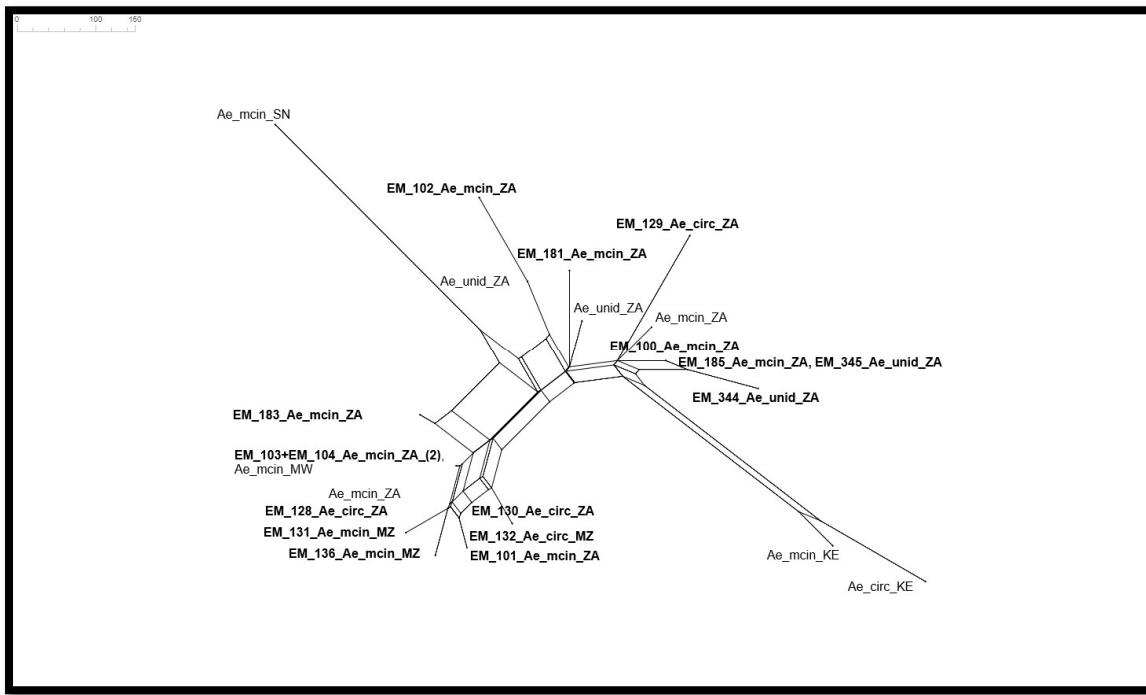 0 100 150
Ae_mcin_SN
EM_102_Ae_mcin_ZA
EM_129_Ae_circ_ZA
EM_181_Ae_mcin_ZA
Ae_unid_ZA
Ae_unid_ZA
Ae_mcin_ZA
EM_100_Ae_mcin_ZA
EM_185_Ae_mcin_ZA, EM_345_Ae_unid_ZA
EM_344_Ae_unid_ZA
EM_183_Ae_mcin_ZA
EM_103+EM_104_Ae_mcin_ZA_(2),
Ae_mcin_MW
Ae_mcin_ZA
EM_128_Ae_circ_ZA
EM_130_Ae_circ_ZA
EM_131_Ae_mcin_MZ
EM_132_Ae_circ_MZ
EM_136_Ae_mcin_MZ
EM_101_Ae_mcin_ZA
Ae_mcin_KE
Ae_circ_KE